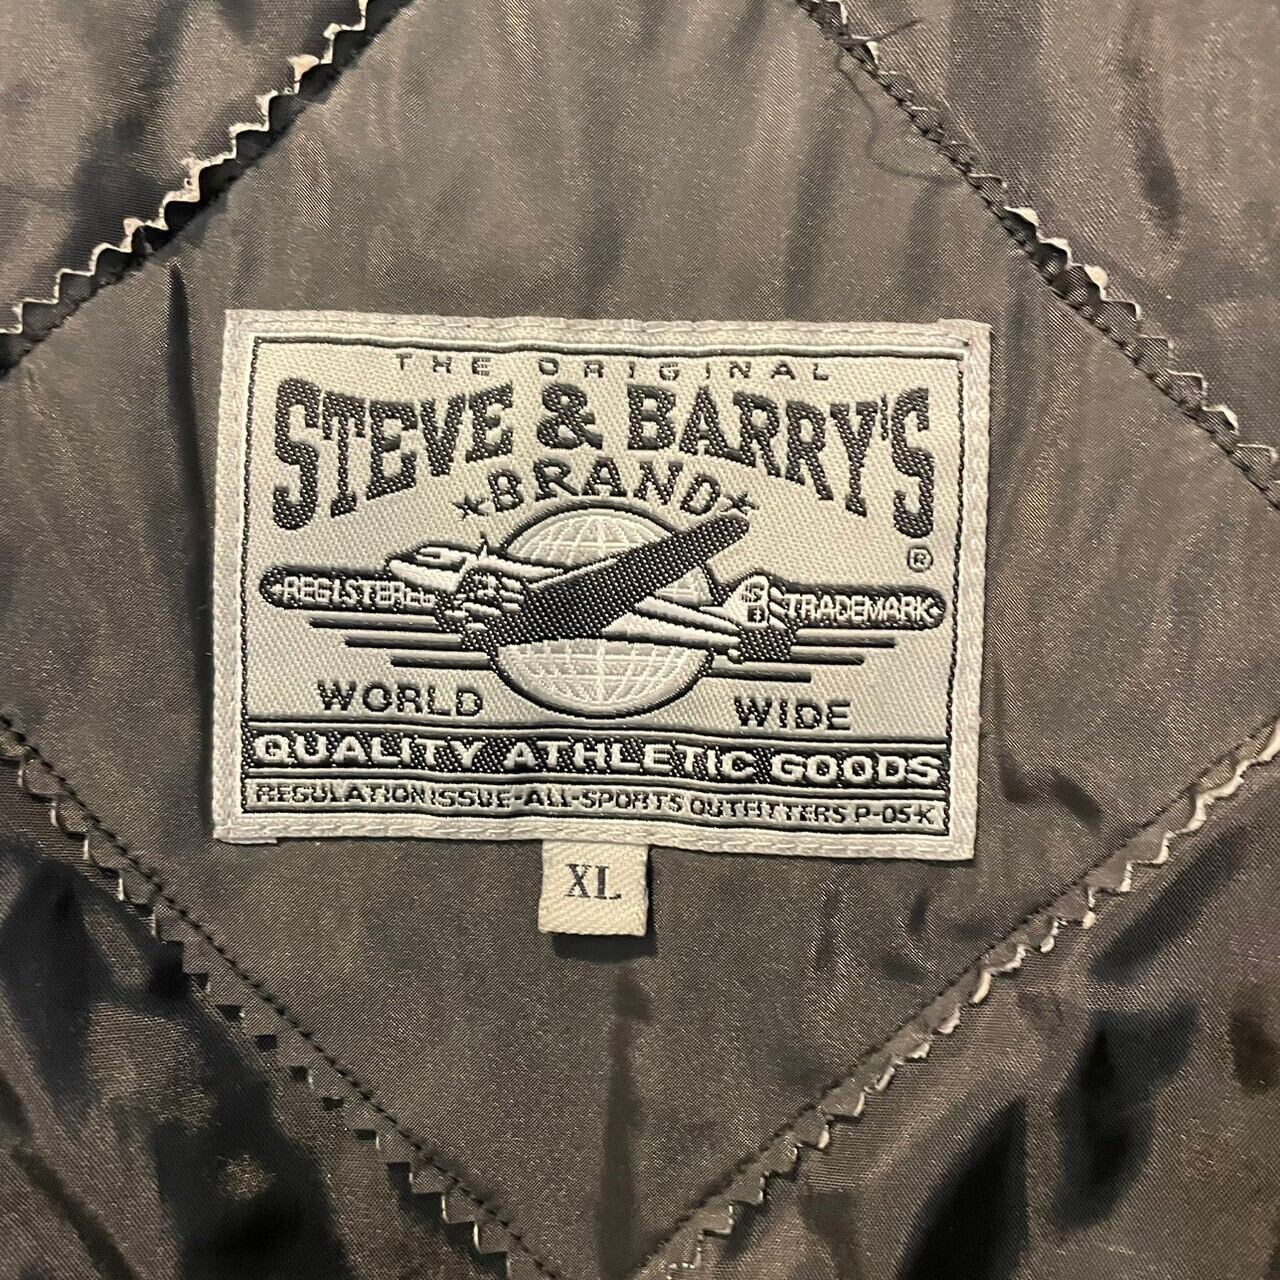 THE ORIGINAL
STEVE & BARRY'S
BRAND
®
REGISTERED TRADEMARK
SB
WORLD WIDE
QUALITY ATHLETIC GOODS
REGULATION ISSUE-ALL-SPORTS OUTFITTERS P-05-K
XL